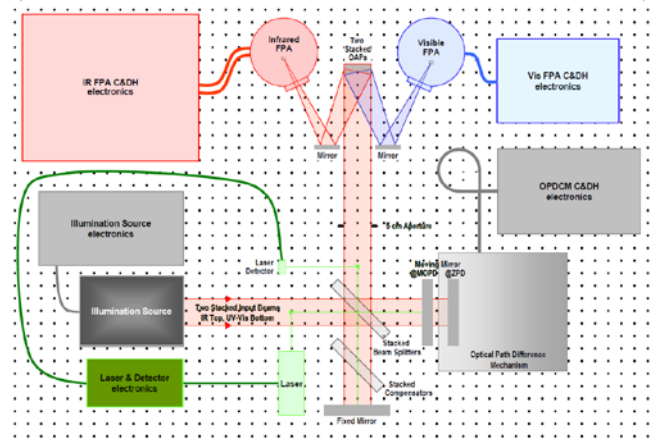 Infrared
FPA
Two
Stacked
OAPs
Visible
FPA
IR FPA C&DH
electronics
Vis FPA C&DH
electronics
Mirror
Mirror
OPDCM C&DH
electronics
Illumination Source
electronics
5 cm Aperture
Laser
Detector
Moving Mirror
@MOPD @ZPD
Illumination Source
Two Stacked Input Beams
IR Top, UV-Vis Bottom
Stacked
Beam Splitters
Optical Path Difference
Mechanism
Laser & Detector
electronics
Laser
Stacked
Compensators
Fixed Mirror